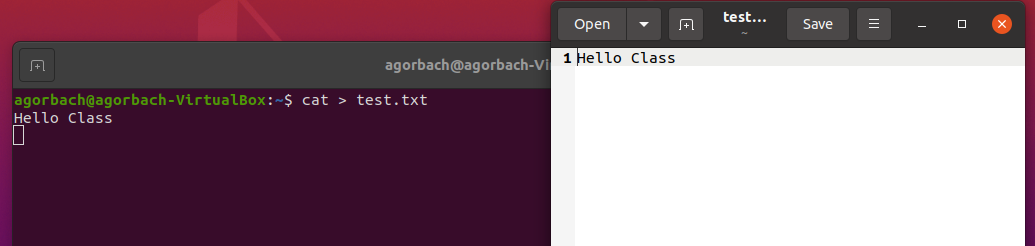 Open
test...
~
Save
agorbach@agorbach-Vi
agorbach@agorbach-VirtualBox:~$ cat > test.txt
Hello Class
1 Hello Class